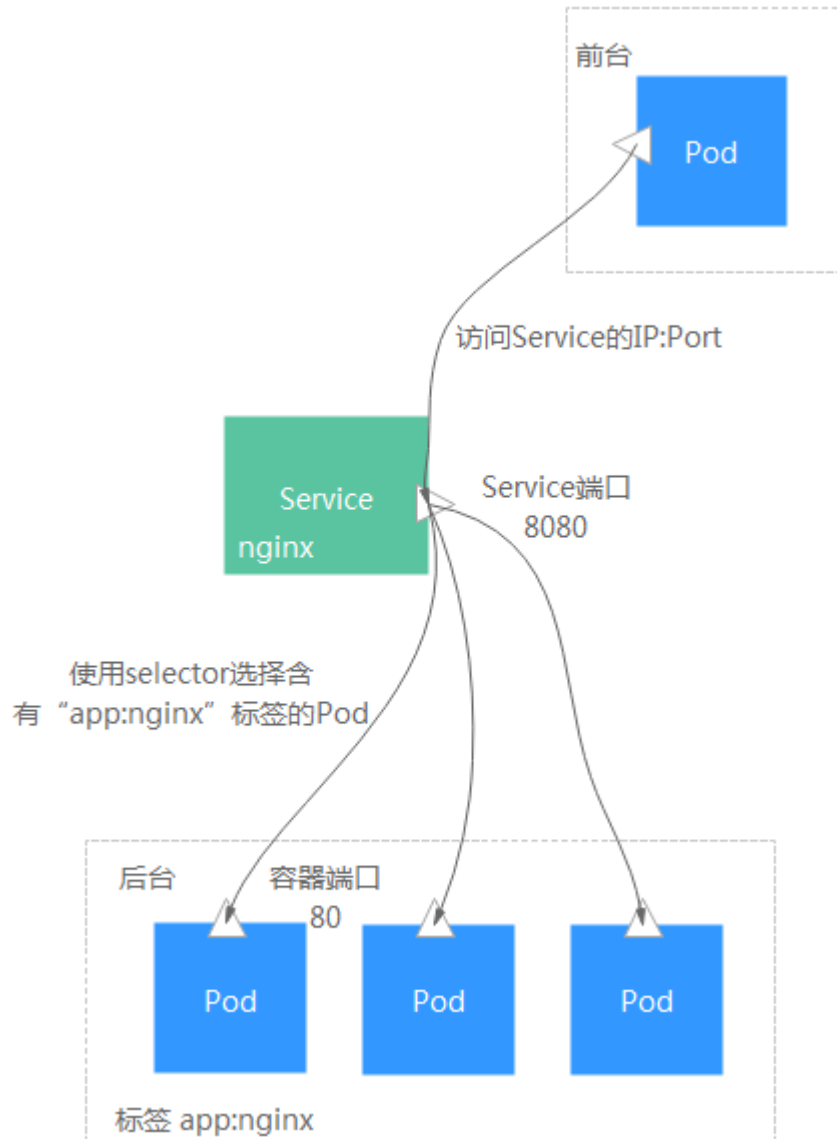 前台
Pod
访问Service的IP:Port
Service
nginx
Service端口
8080
使用selector选择含
有“app:nginx”标签的Pod
后台
容器端口
80
Pod
Pod
Pod
标签 app:nginx